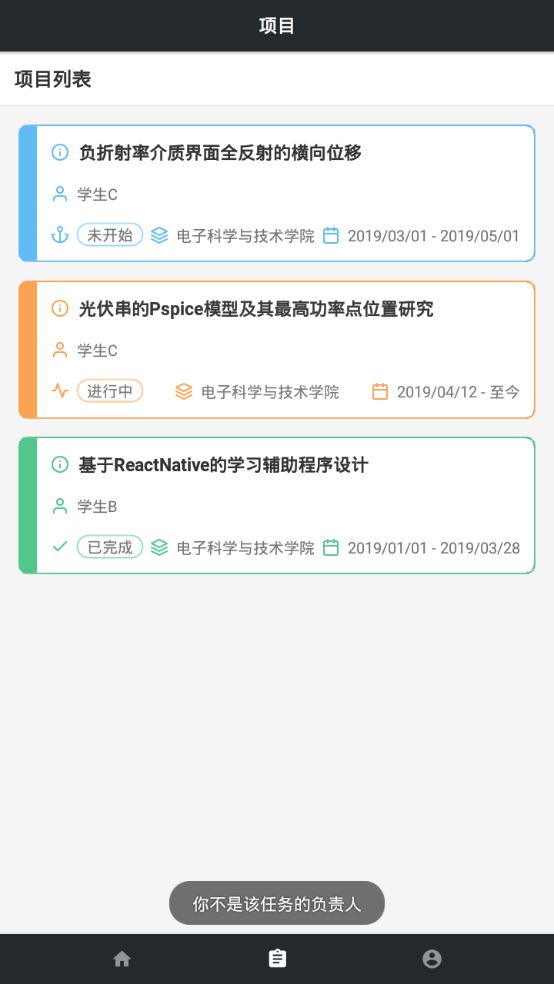 项目
项目列表
负折射率介质界面全反射的横向位移
学生C
未开始 电子科学与技术学院 2019/03/01 - 2019/05/01
光伏串的Pspice模型及其最高功率点位置研究
学生C
进行中 电子科学与技术学院 2019/04/12 - 至今
基于ReactNative的学习辅助程序设计
学生B
已完成 电子科学与技术学院 2019/01/01 - 2019/03/28
你不是该任务的负责人